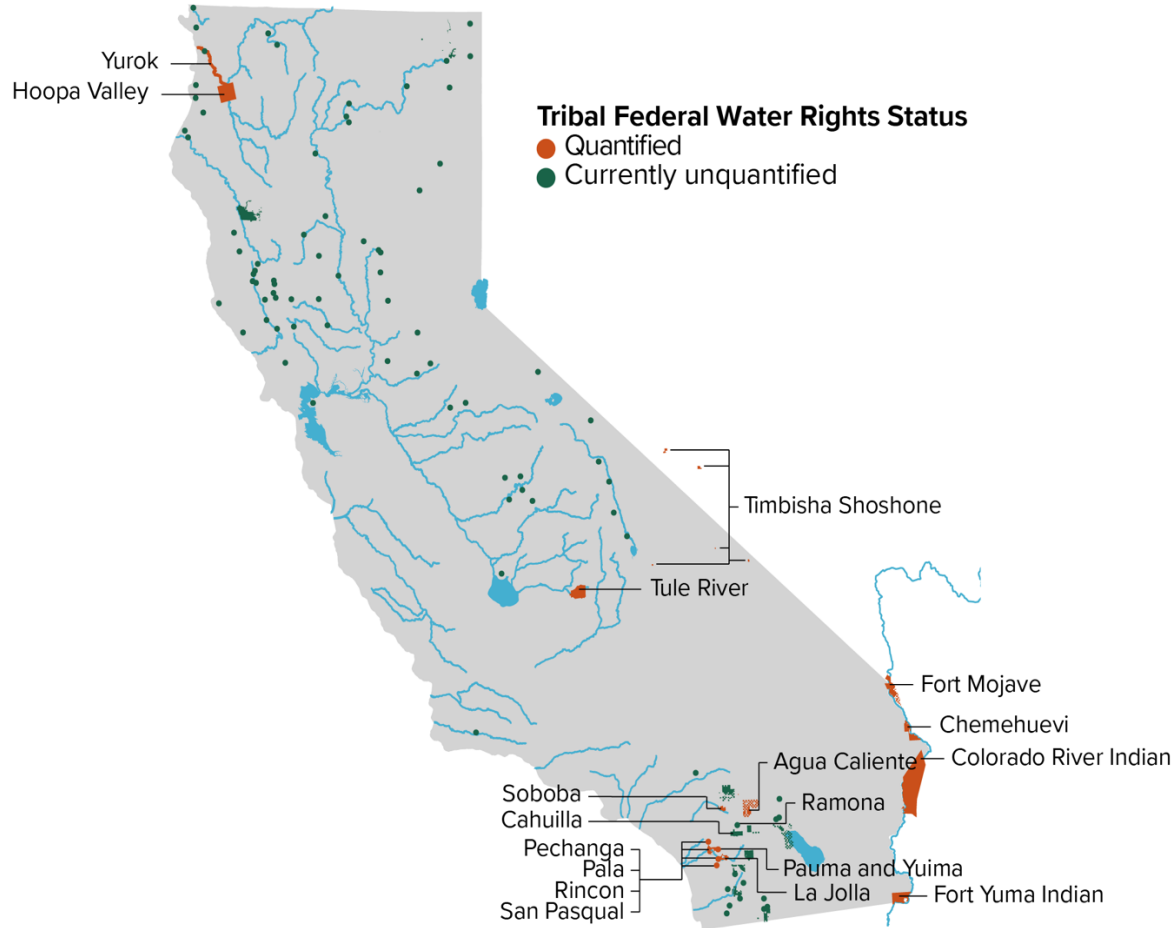 Yurok
Hoopa Valley
Tribal Federal Water Rights Status
Quantified
Currently unquantified
Timbisha Shoshone
Tule River
Fort Mojave
Chemehuevi
Colorado River Indian
Agua Caliente
Soboba
Ramona
Cahuilla
Pechanga
Pala
Pauma and Yuima
Rincon
La Jolla
Fort Yuma Indian
San Pasqual